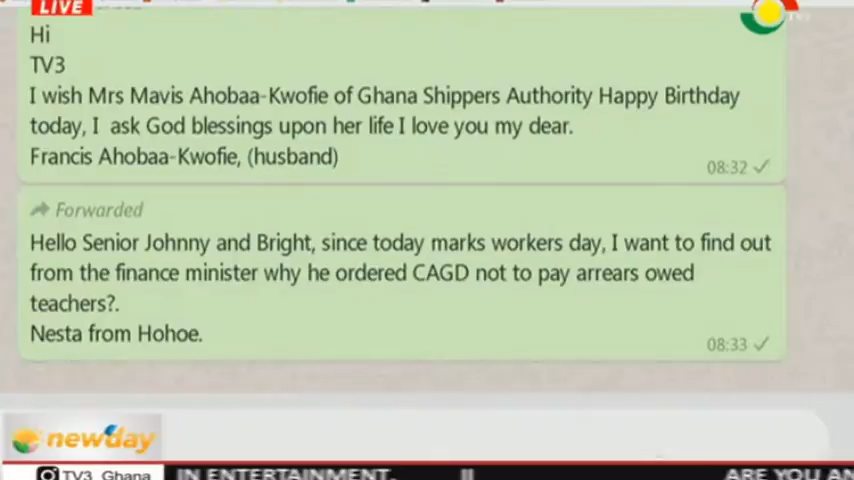 LIVE
Hi
TV3
I wish Mrs Mavis Ahobaa-Kwofie of Ghana Shippers Authority Happy Birthday
today, I ask God blessings upon her life I love you my dear.
Francis Ahobaa-Kwofie, (husband)
08:32
Forwarded
Hello Senior Johnny and Bright, since today marks workers day, I want to find out
from the finance minister why he ordered CAGD not to pay arrears owed
teachers?.
Nesta from Hohoe.
08:33
newday
TV3_Ghana
IN ENTERTAINMENT.
ARE YOU AN